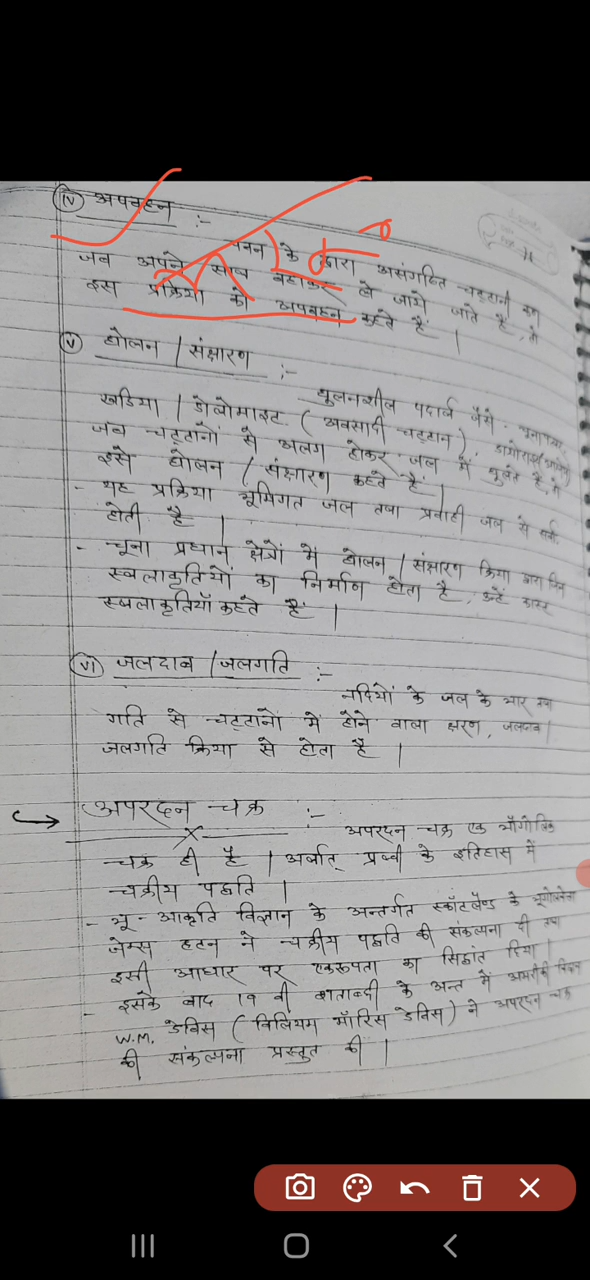 (IV) अपवहन :-
पवन के द्वारा असंगठित चट्टानी कण
जब अपने साथ बहाकर ले जाये जाते है, तो
इस प्रक्रिया को अपवहन कहते है |
(V) घोलन / संक्षारण :-
घुलनशील पदार्थ जैसे - चूनापत्थर,
खडिया / डोलोमाइट (अवसादी चट्टान),
जब चट्टानों से अलग होकर जल में घुलते है, तो
इसे घोलन / संक्षारण कहते है |
- यह प्रक्रिया भूमिगत जल तथा प्रवाही जल से
होती है |
- चूना प्रधान क्षेत्रों में घोलन / संक्षारण क्रिया द्वारा जिन
स्थलाकृतियों का निर्माण होता है, उन्हें कास्ट
स्थलाकृतियाँ कहते है |
(VI) जलदाब / जलगति :-
नदियों के जल के भार तथा
गति से चट्टानों में होने वाला क्षरण, जलदाब /
जलगति क्रिया से होता है |
अपरदन चक्र :-
अपरदन चक्र एक भौगोलिक
चक्र ही है | अर्थात् प्रथ्वी के इतिहास में
चक्रीय पद्धति |
- भू-आकृति विज्ञान के अन्तर्गत स्कॉटलैण्ड के भूगोलवेता
जेम्स हटन ने चक्रीय पद्धति की संकल्पना दी तथा
इसी आधार पर एकरूपता का सिद्धांत दिया |
- इसके बाद 19 वी शताब्दी के अन्त में अमरीकी विद्वान
W.M. डेविस (विलियम मॉरिस डेविस) ने अपरदन चक्र
की संकल्पना प्रस्तुत की |